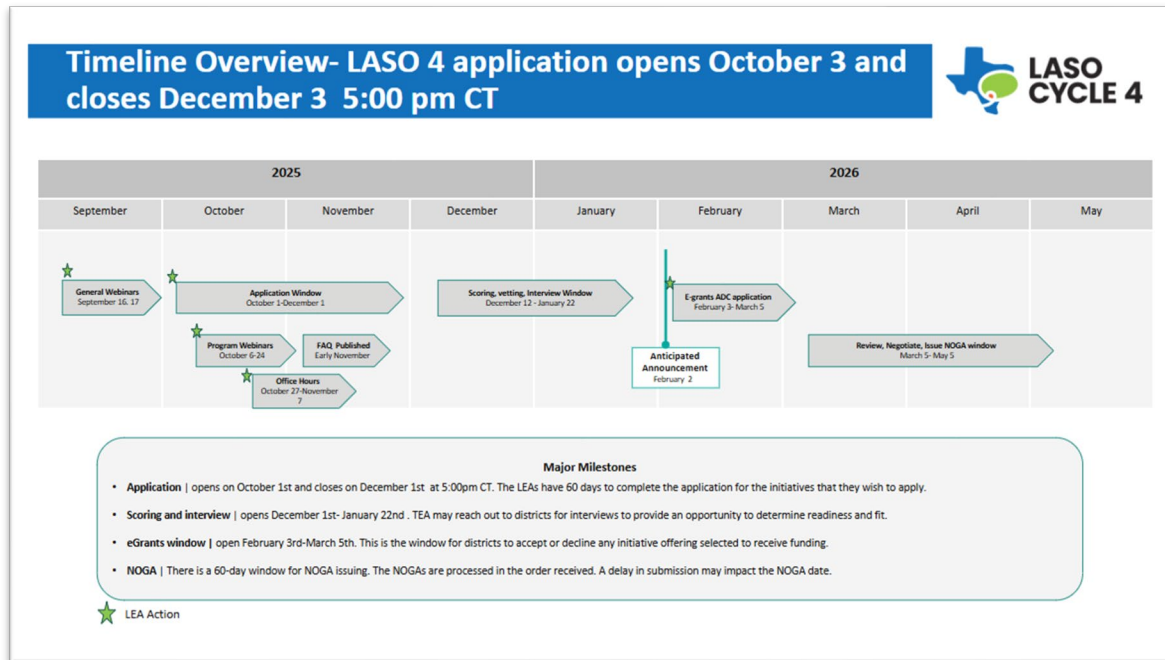 Timeline Overview- LASO 4 application opens October 3 and
closes December 3 5:00 pm CT
LASO
CYCLE 4
2025
2026
September
October
November
December
January
February
March
April
May
General Webinars
September 16. 17
Application Window
October 1-December 1
Scoring, vetting, Interview Window
December 12 - January 22
E-grants ADC application
February 3- March 5
Program Webinars
October 6-24
FAQ Published
Early November
Review, Negotiate, Issue NOGA window
March 5- May 5
Anticipated
Announcement
February 2
Office Hours
October 27-November
7
Major Milestones
• Application | opens on October 1st and closes on December 1st at 5:00pm CT. The LEAs have 60 days to complete the application for the initiatives that they wish to apply.
• Scoring and interview | opens December 1st- January 22nd . TEA may reach out to districts for interviews to provide an opportunity to determine readiness and fit.
• eGrants window | open February 3rd-March 5th. This is the window for districts to accept or decline any initiative offering selected to receive funding.
• NOGA | There is a 60-day window for NOGA issuing. The NOGAs are processed in the order received. A delay in submission may impact the NOGA date.
LEA Action